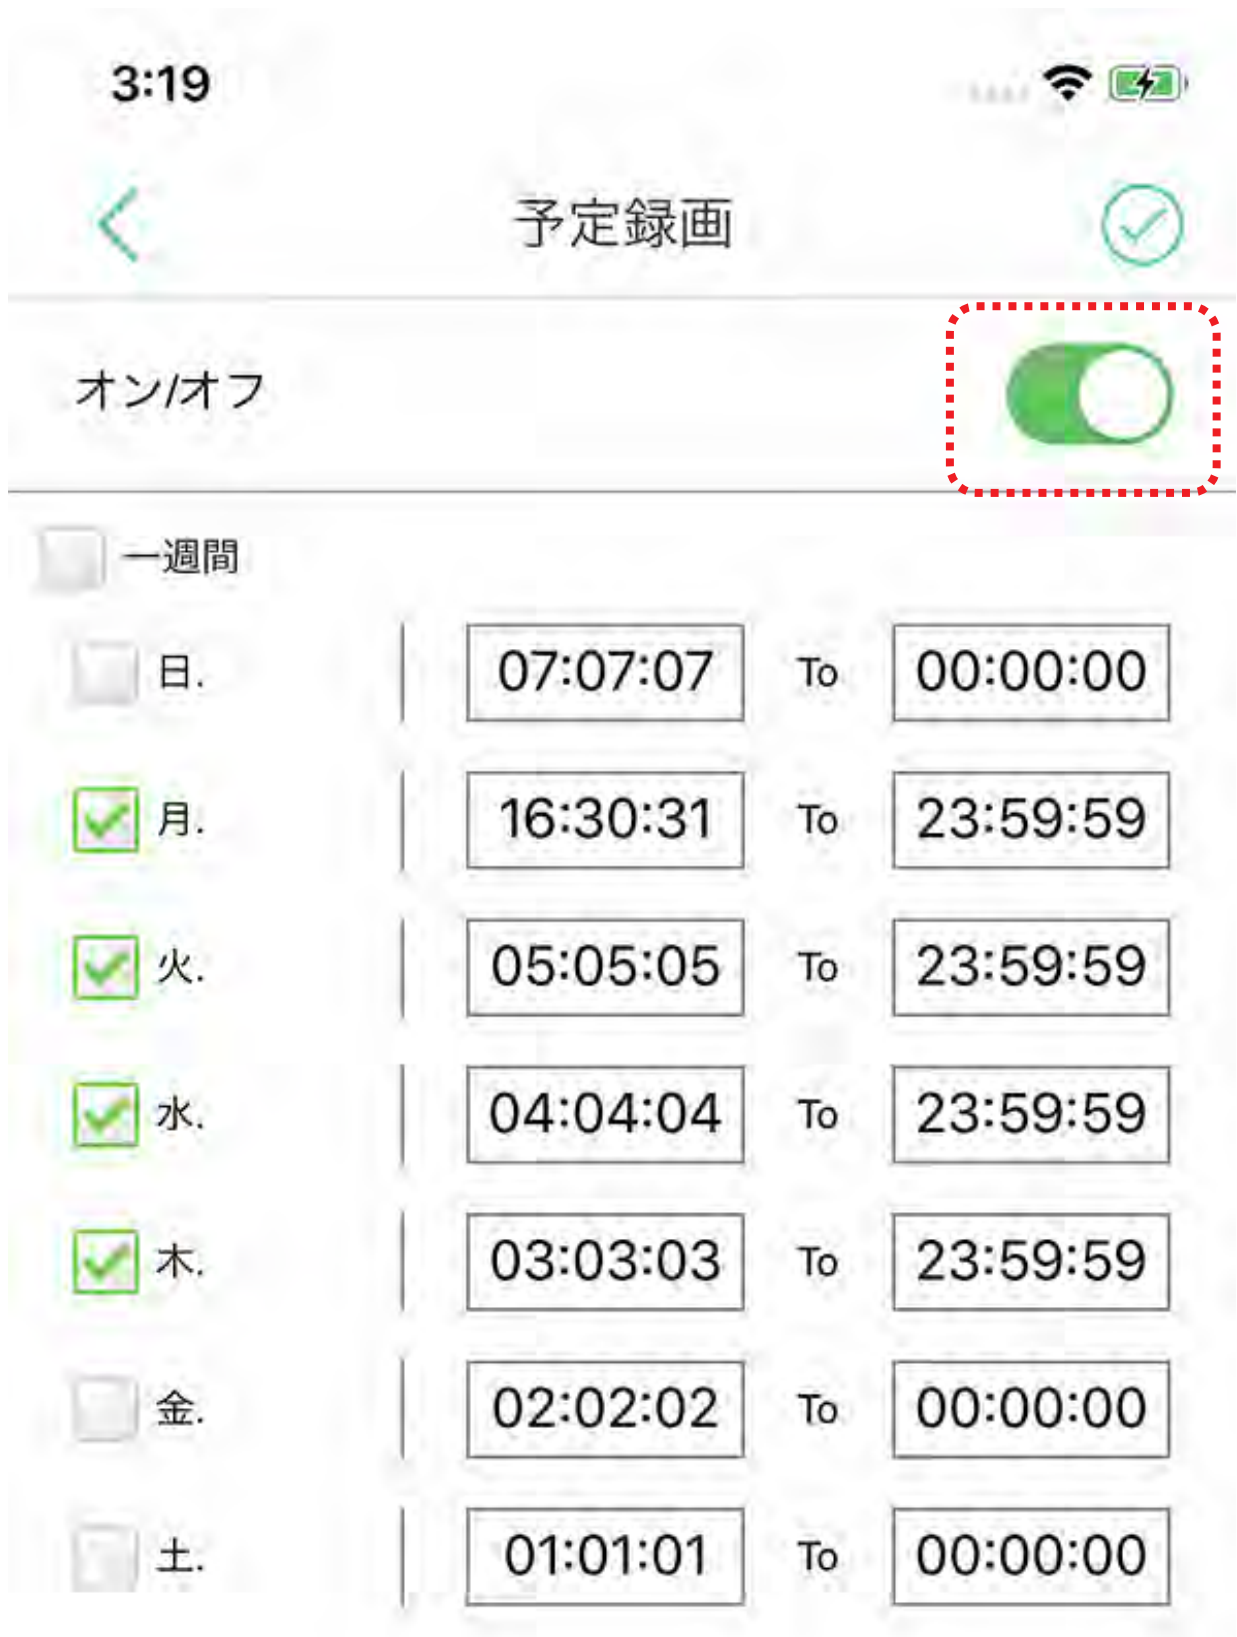 3:19
予定録画
オン/オフ
一週間
日. 07:07:07 To 00:00:00
月. 16:30:31 To 23:59:59
火. 05:05:05 To 23:59:59
水. 04:04:04 To 23:59:59
木. 03:03:03 To 23:59:59
金. 02:02:02 To 00:00:00
土. 01:01:01 To 00:00:00